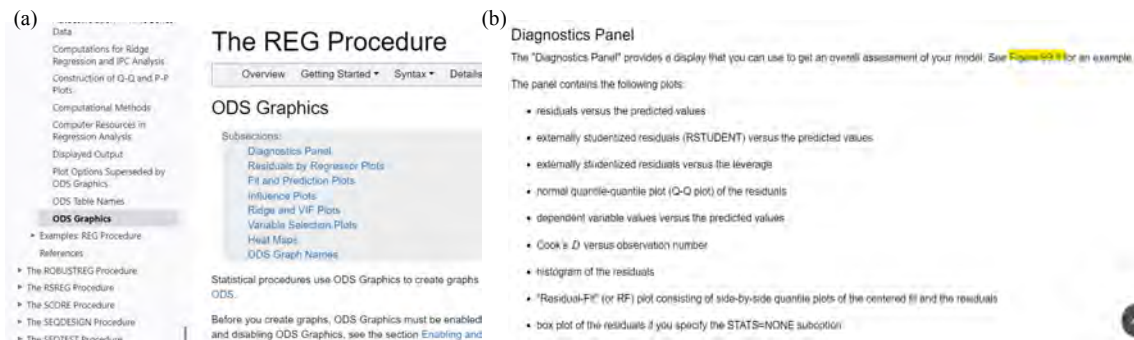 (a)
Data
Computations for Ridge
Regression and IPC Analysis
Construction of Q-Q and P-P
Plots
Computational Methods
Computer Resources in
Regression Analysis
Displayed Output
Plot Options Superseded by
ODS Graphics
ODS Table Names
ODS Graphics
Examples: REG Procedure
References
The ROBUSTREG Procedure
The RSREG Procedure
The SCORE Procedure
The SEQDESIGN Procedure
The SEQTEST Procedure
The REG Procedure
Overview Getting Started Syntax Details
ODS Graphics
Subsections:
Diagnostics Panel
Residuals by Regressor Plots
Fit and Prediction Plots
Influence Plots
Ridge and VIF Plots
Variable Selection Plots
Heat Maps
ODS Graph Names
Statistical procedures use ODS Graphics to create graphs
ODS.
Before you create graphs, ODS Graphics must be enabled
and disabling ODS Graphics, see the section Enabling and
(b)
Diagnostics Panel
The "Diagnostics Panel" provides a display that you can use to get an overall assessment of your model. See Figure for an example.
The panel contains the following plots:
• residuals versus the predicted values
• externally studentized residuals (RSTUDENT) versus the predicted values
• externally studentized residuals versus the leverage
• normal quantile-quantile plot (Q-Q plot) of the residuals
• dependent variable values versus the predicted values
• Cook's D versus observation number
• histogram of the residuals
• "Residual-Fit" (or RF) plot consisting of side-by-side quantile plots of the centered fit and the residuals
• box plot of the residuals if you specify the STATS=NONE suboption